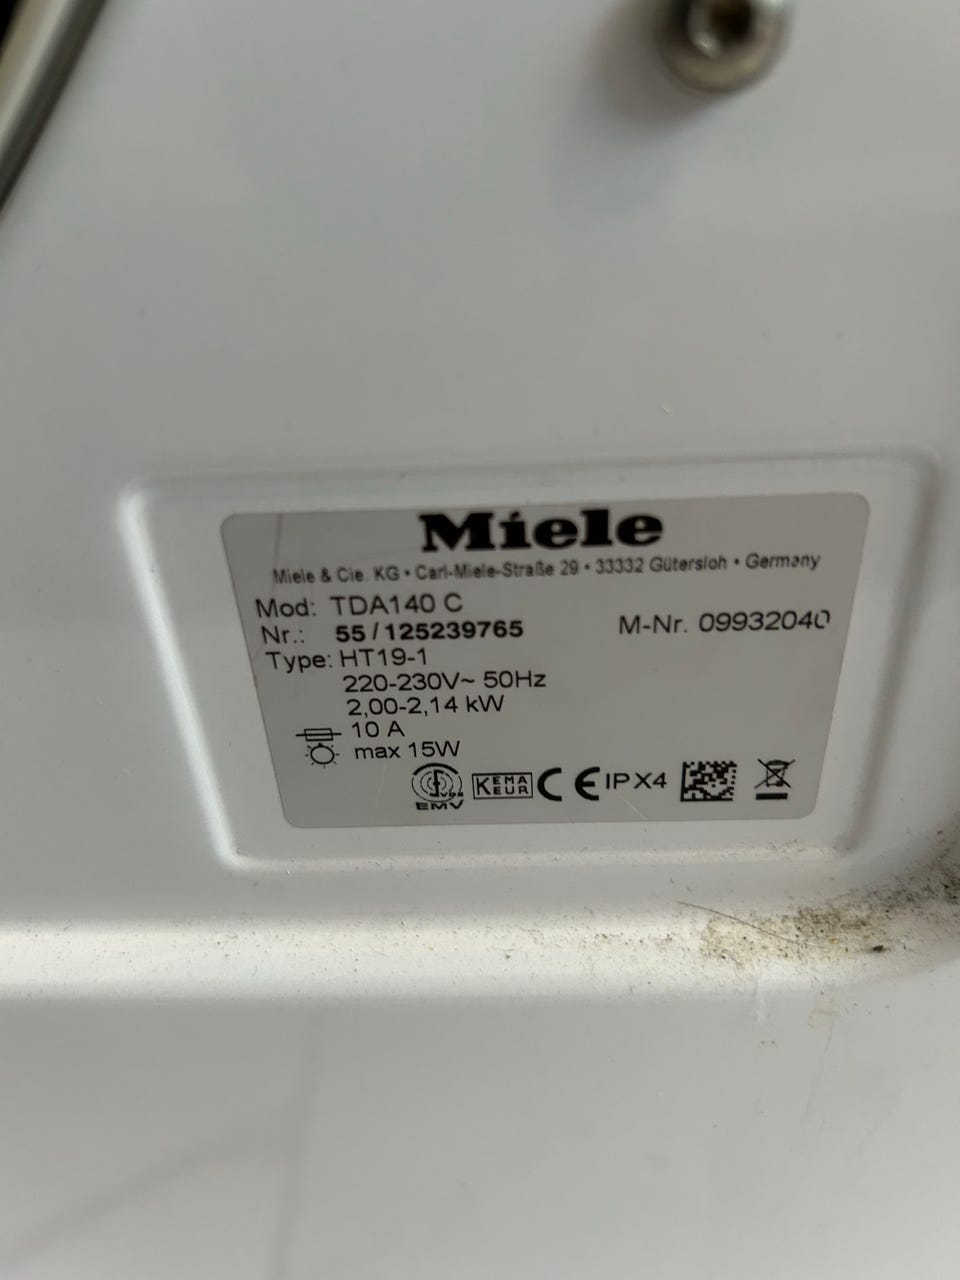 Miele
Miele & Cie. KG • Carl-Miele-Straße 29 • 33332 Gütersloh • Germany
Mod: TDA140 C
Nr.: 55 / 125239765 M-Nr. 09932040
Type: HT19-1
220-230V~ 50Hz
2,00-2,14 kW
10 A
max 15W
VDE
EMV
KEMA
KEUR
CE
IPX4